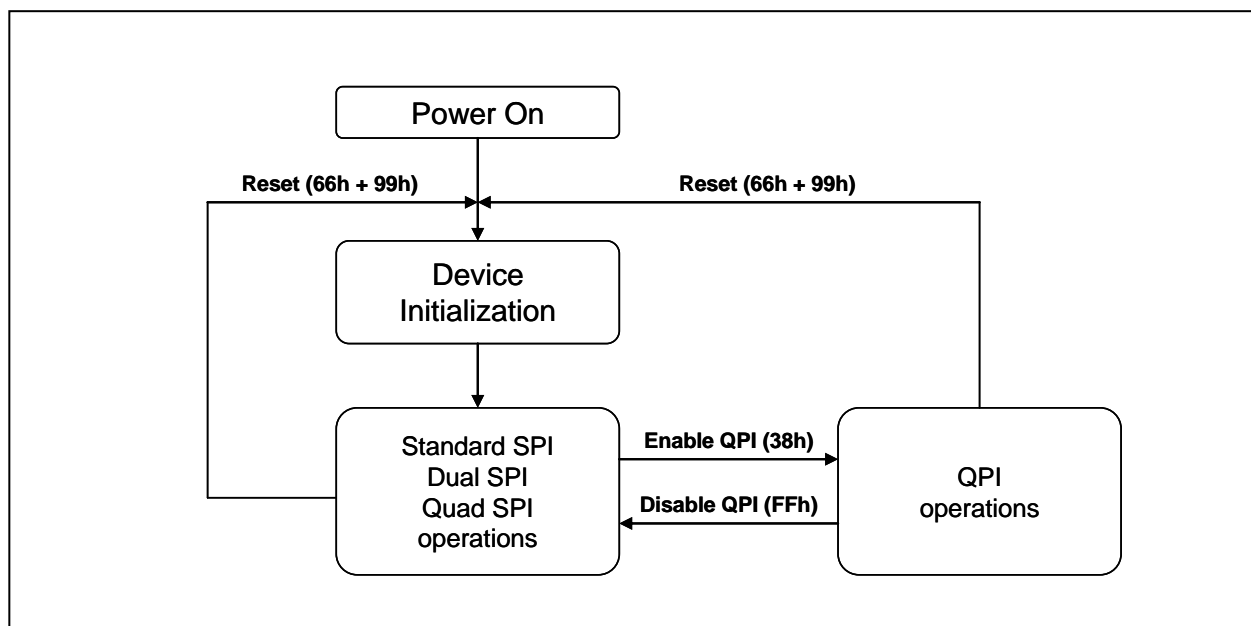 Power On
Reset (66h + 99h)
Reset (66h + 99h)
Device
Initialization
Standard SPI
Dual SPI
Quad SPI
operations
Enable QPI (38h)
Disable QPI (FFh)
QPI
operations